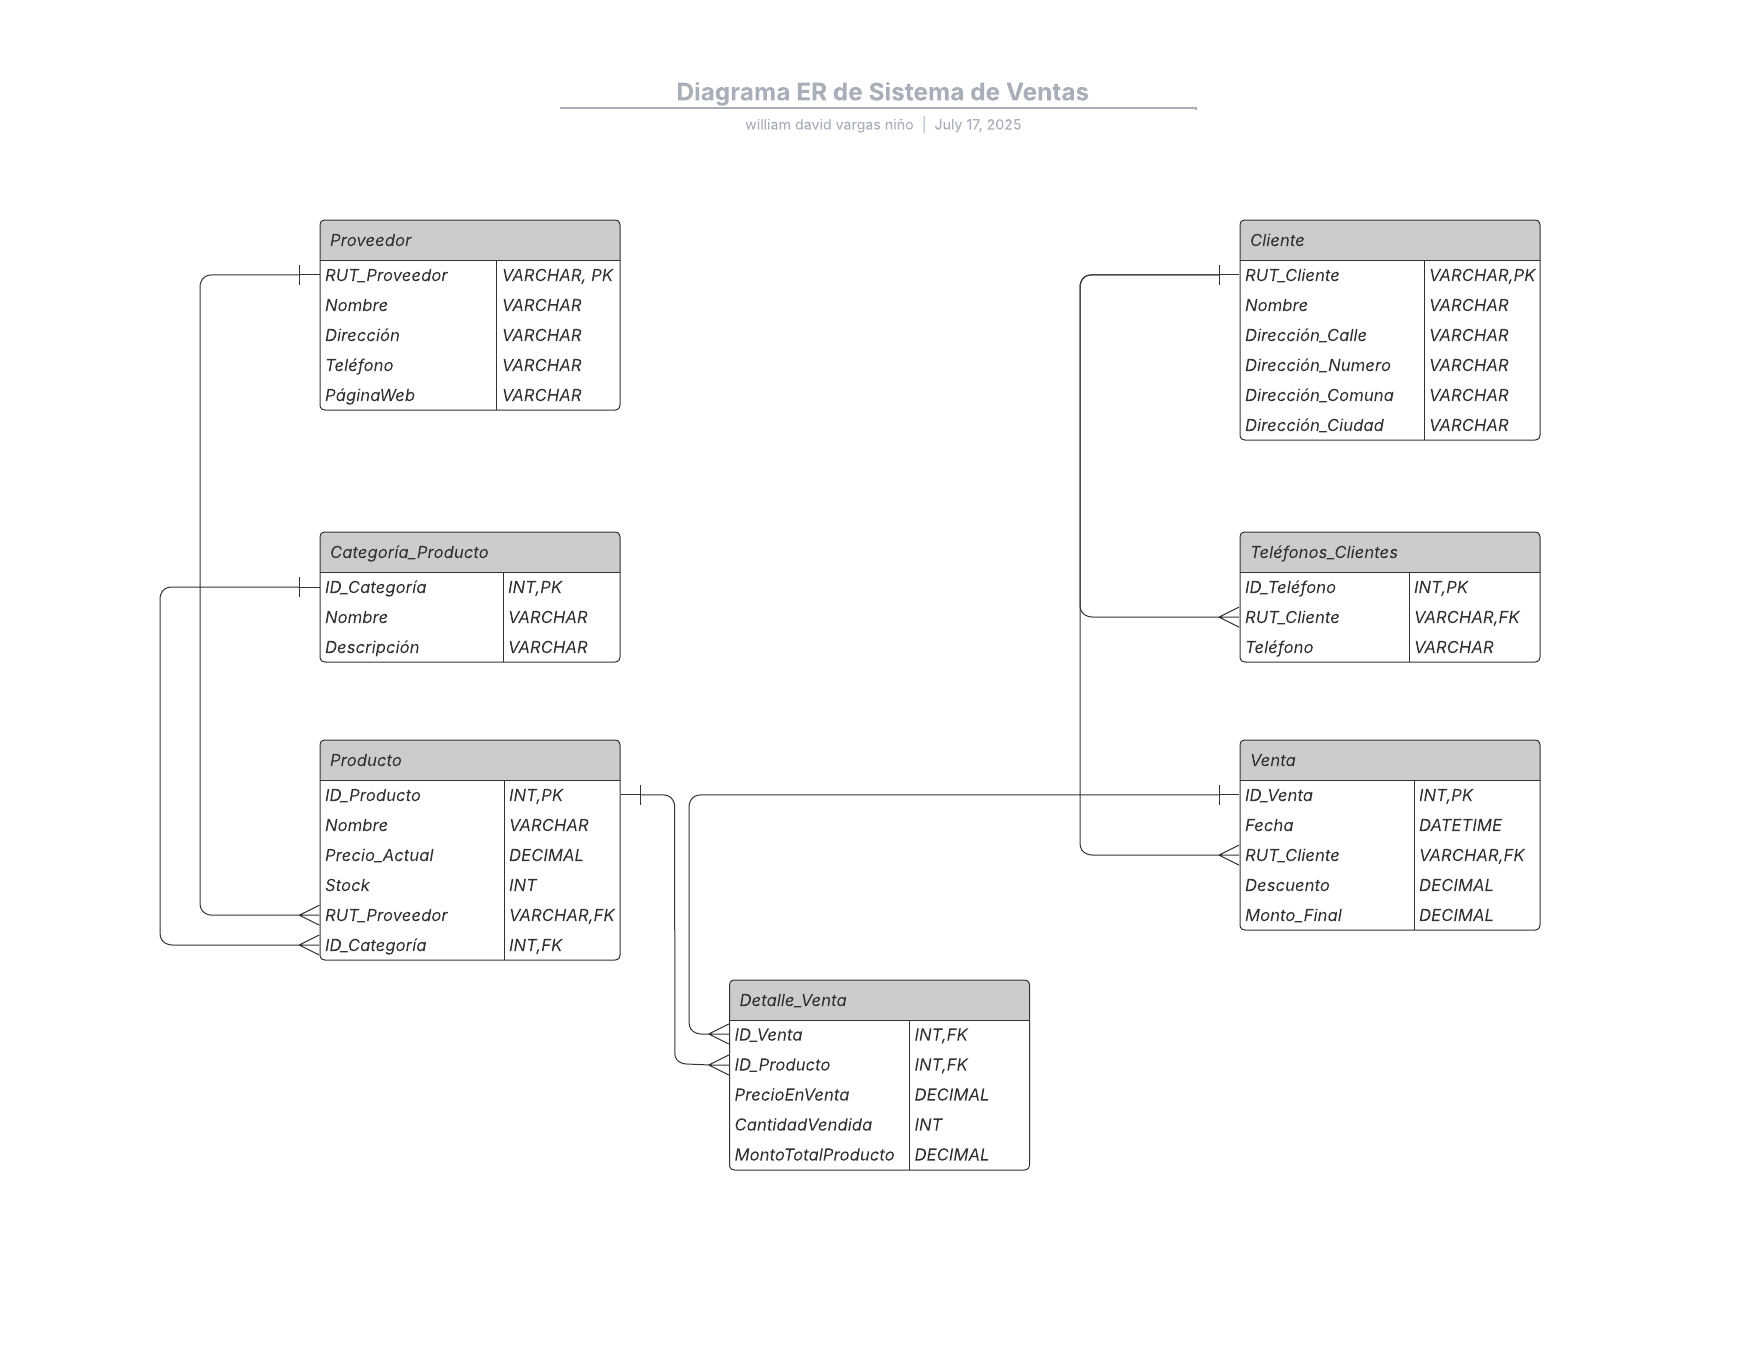 Diagrama ER de Sistema de Ventas
william david vargas niño | July 17, 2025
Proveedor
RUT_Proveedor VARCHAR, PK
Nombre VARCHAR
Dirección VARCHAR
Teléfono VARCHAR
PáginaWeb VARCHAR
Cliente
RUT_Cliente VARCHAR,PK
Nombre VARCHAR
Dirección_Calle VARCHAR
Dirección_Numero VARCHAR
Dirección_Comuna VARCHAR
Dirección_Ciudad VARCHAR
Categoría_Producto
ID_Categoría INT,PK
Nombre VARCHAR
Descripción VARCHAR
Teléfonos_Clientes
ID_Teléfono INT,PK
RUT_Cliente VARCHAR,FK
Teléfono VARCHAR
Producto
ID_Producto INT,PK
Nombre VARCHAR
Precio_Actual DECIMAL
Stock INT
RUT_Proveedor VARCHAR,FK
ID_Categoría INT,FK
Venta
ID_Venta INT,PK
Fecha DATETIME
RUT_Cliente VARCHAR,FK
Descuento DECIMAL
Monto_Final DECIMAL
Detalle_Venta
ID_Venta INT,FK
ID_Producto INT,FK
PrecioEnVenta DECIMAL
CantidadVendida INT
MontoTotalProducto DECIMAL